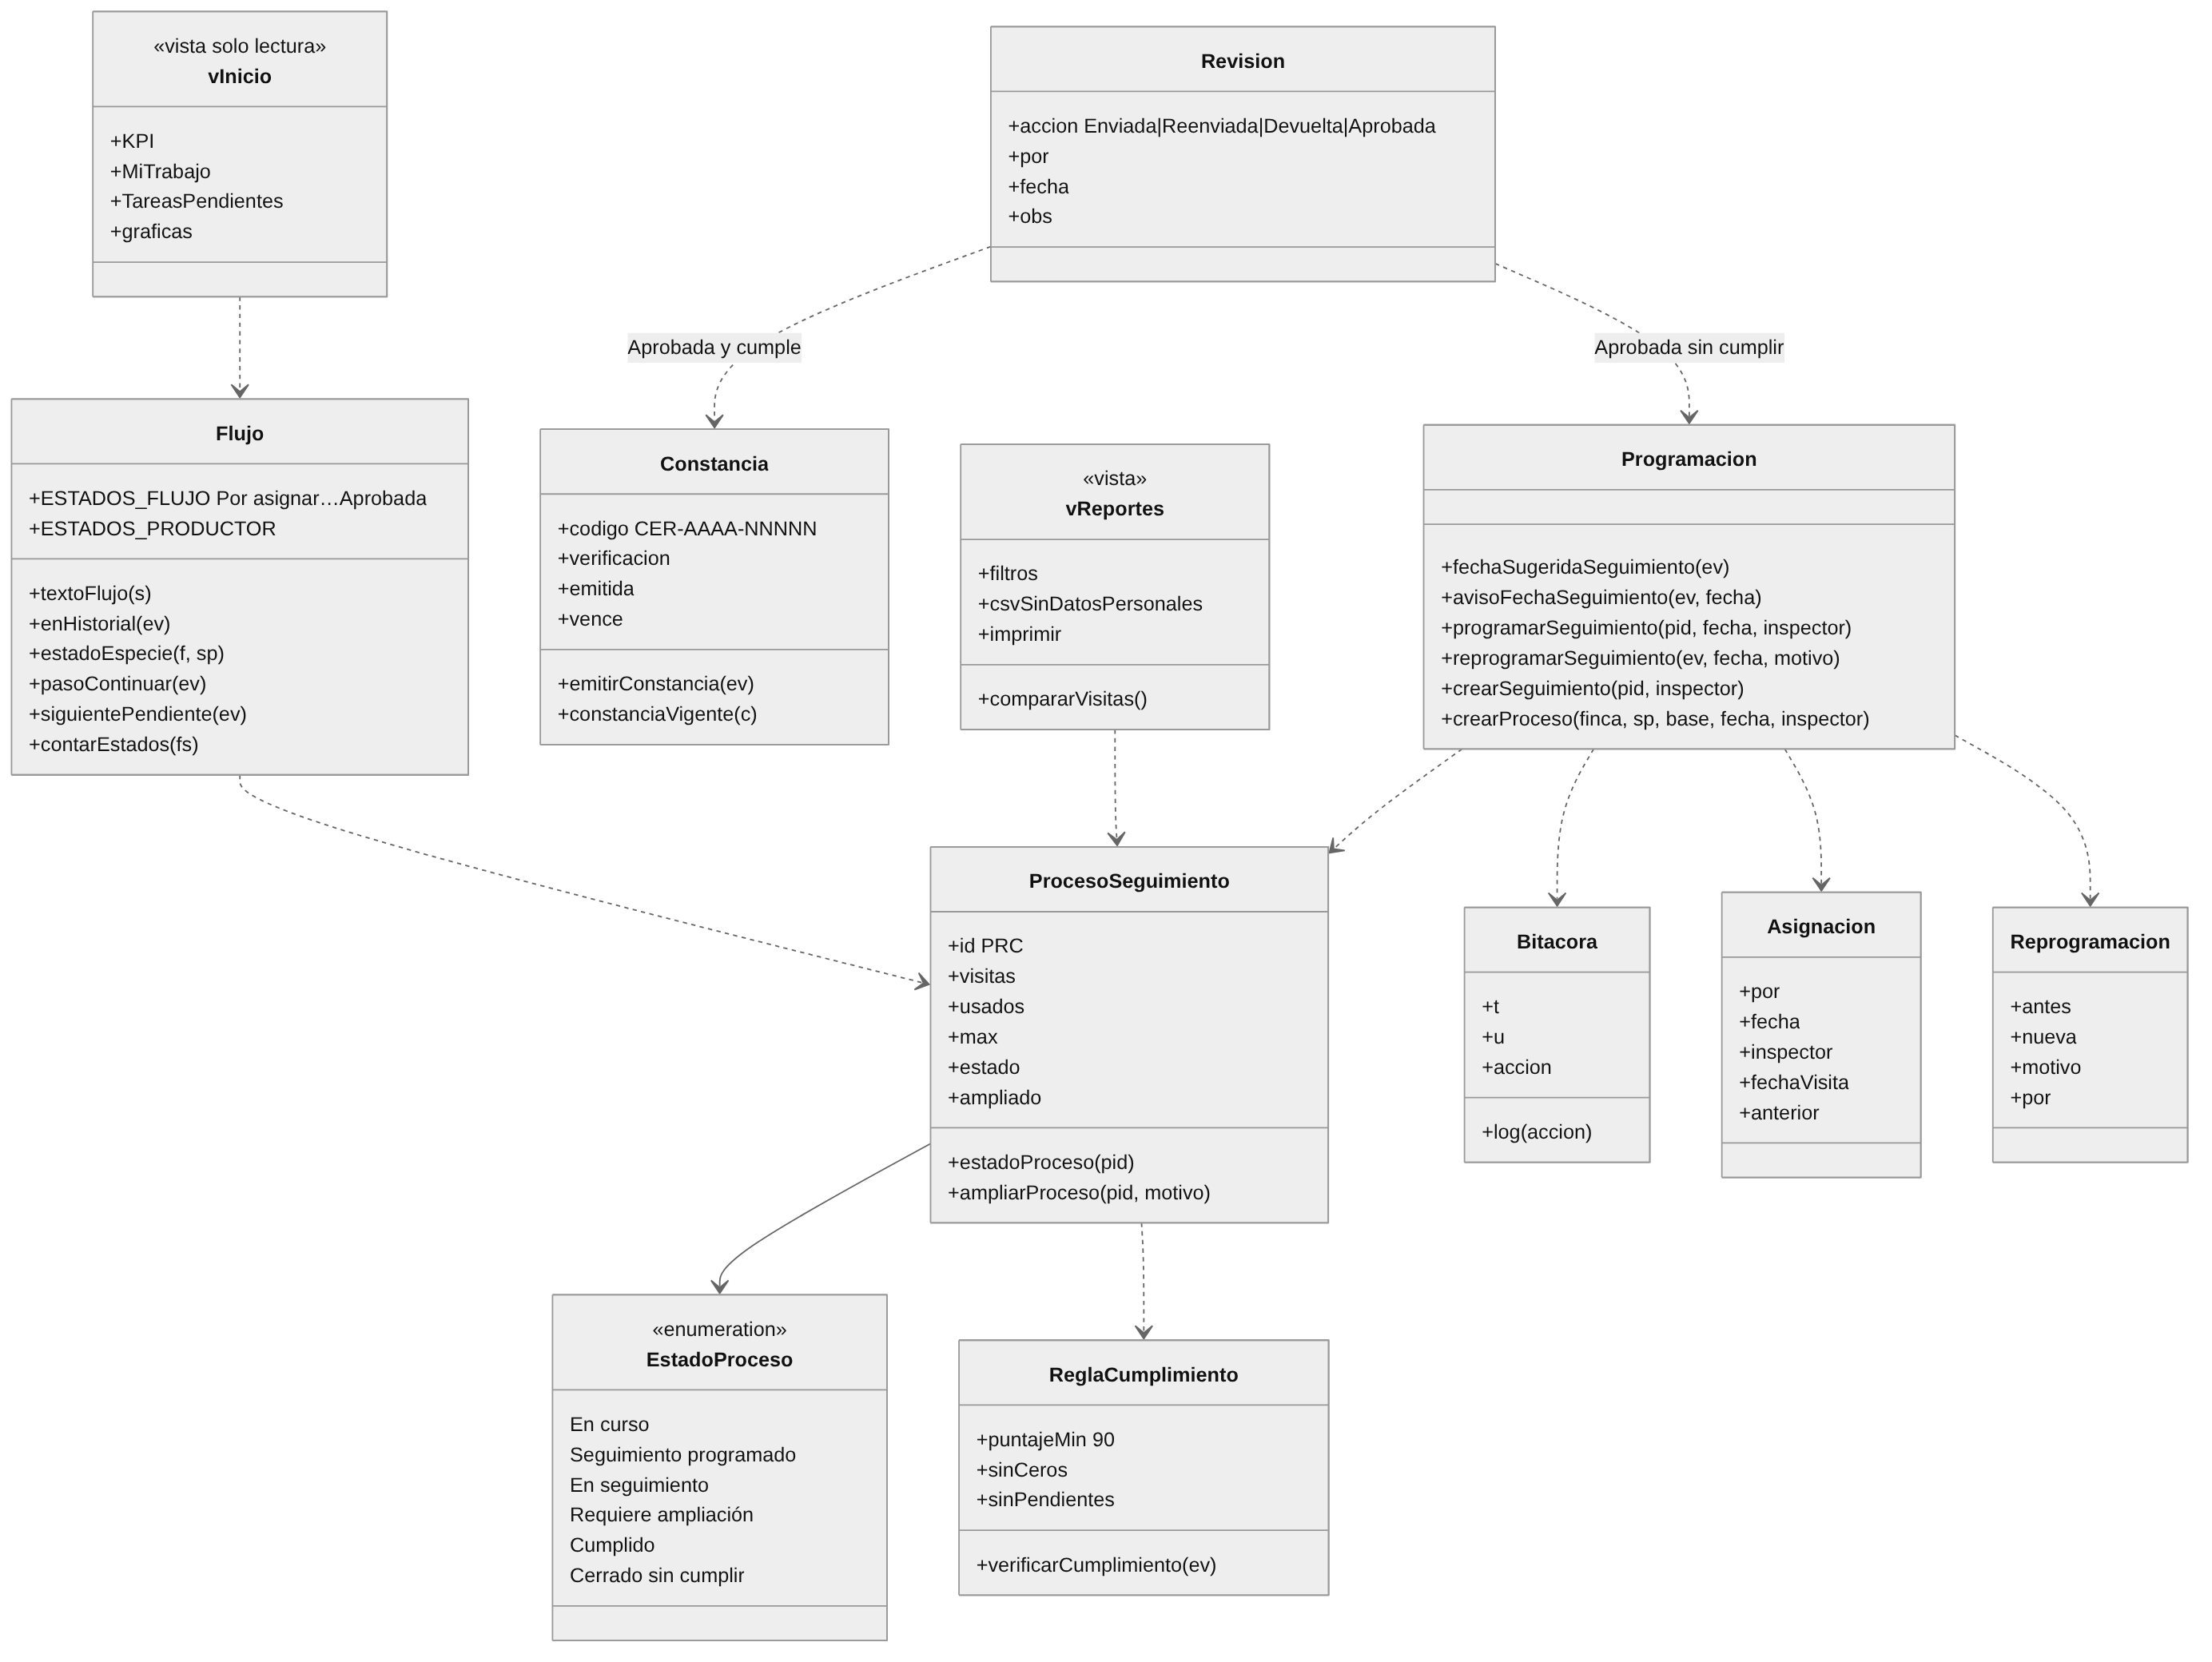 «vista solo lectura»
vInicio
+KPI
+MiTrabajo
+TareasPendientes
+graficas
Revision
+accion Enviada|Reenviada|Devuelta|Aprobada
+por
+fecha
+obs
Aprobada y cumple
Aprobada sin cumplir
Flujo
+ESTADOS_FLUJO Por asignar…Aprobada
+ESTADOS_PRODUCTOR
+textoFlujo(s)
+enHistorial(ev)
+estadoEspecie(f, sp)
+pasoContinuar(ev)
+siguientePendiente(ev)
+contarEstados(fs)
Constancia
+codigo CER-AAAA-NNNNN
+verificacion
+emitida
+vence
+emitirConstancia(ev)
+constanciaVigente(c)
«vista»
vReportes
+filtros
+csvSinDatosPersonales
+imprimir
+compararVisitas()
Programacion
+fechaSugeridaSeguimiento(ev)
+avisoFechaSeguimiento(ev, fecha)
+programarSeguimiento(pid, fecha, inspector)
+reprogramarSeguimiento(ev, fecha, motivo)
+crearSeguimiento(pid, inspector)
+crearProceso(finca, sp, base, fecha, inspector)
ProcesoSeguimiento
+id PRC
+visitas
+usados
+max
+estado
+ampliado
+estadoProceso(pid)
+ampliarProceso(pid, motivo)
Bitacora
+t
+u
+accion
+log(accion)
Asignacion
+por
+fecha
+inspector
+fechaVisita
+anterior
Reprogramacion
+antes
+nueva
+motivo
+por
«enumeration»
EstadoProceso
En curso
Seguimiento programado
En seguimiento
Requiere ampliación
Cumplido
Cerrado sin cumplir
ReglaCumplimiento
+puntajeMin 90
+sinCeros
+sinPendientes
+verificarCumplimiento(ev)